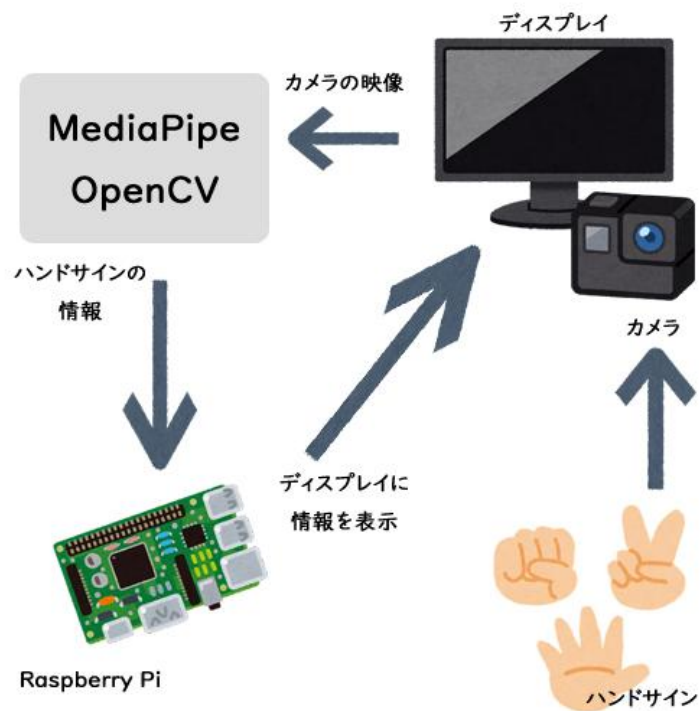 ディスプレイ
カメラの映像
MediaPipe
OpenCV
ハンドサインの
情報
カメラ
ディスプレイに
情報を表示
Raspberry Pi
ハンドサイン